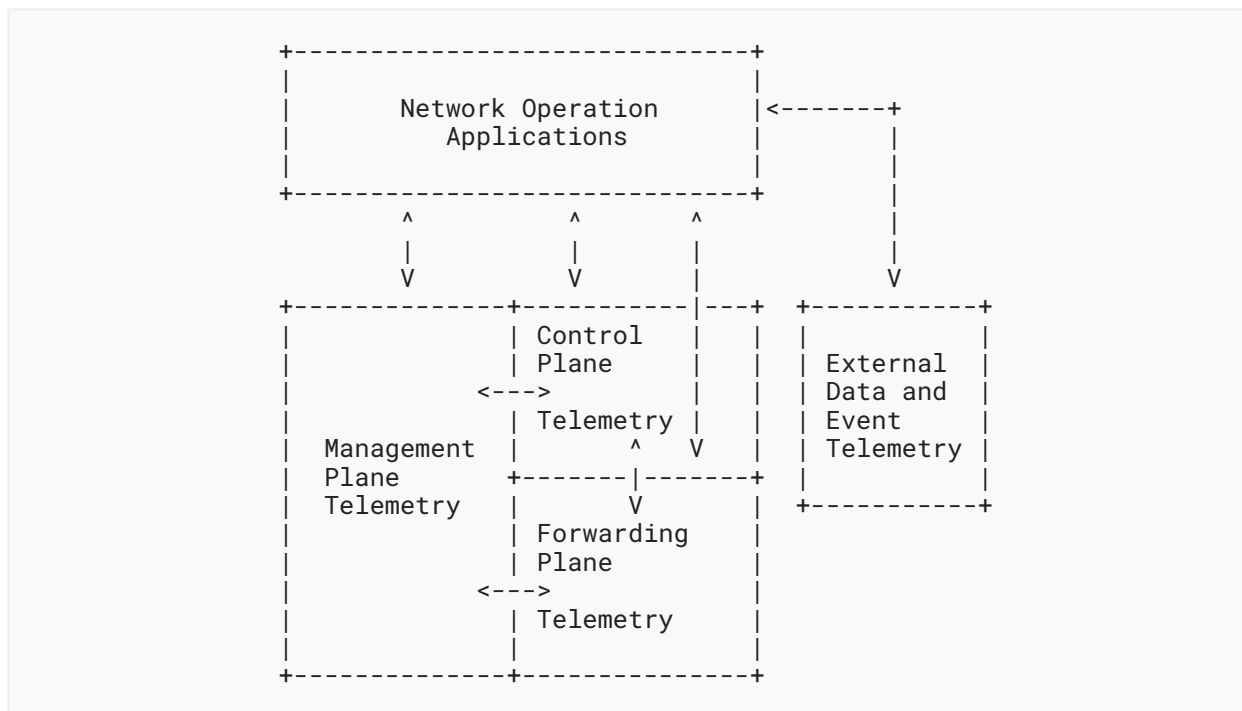 Network Operation
Applications
Control
Plane
Telemetry
Management
Plane
Telemetry
Forwarding
Plane
Telemetry
External
Data and
Event
Telemetry